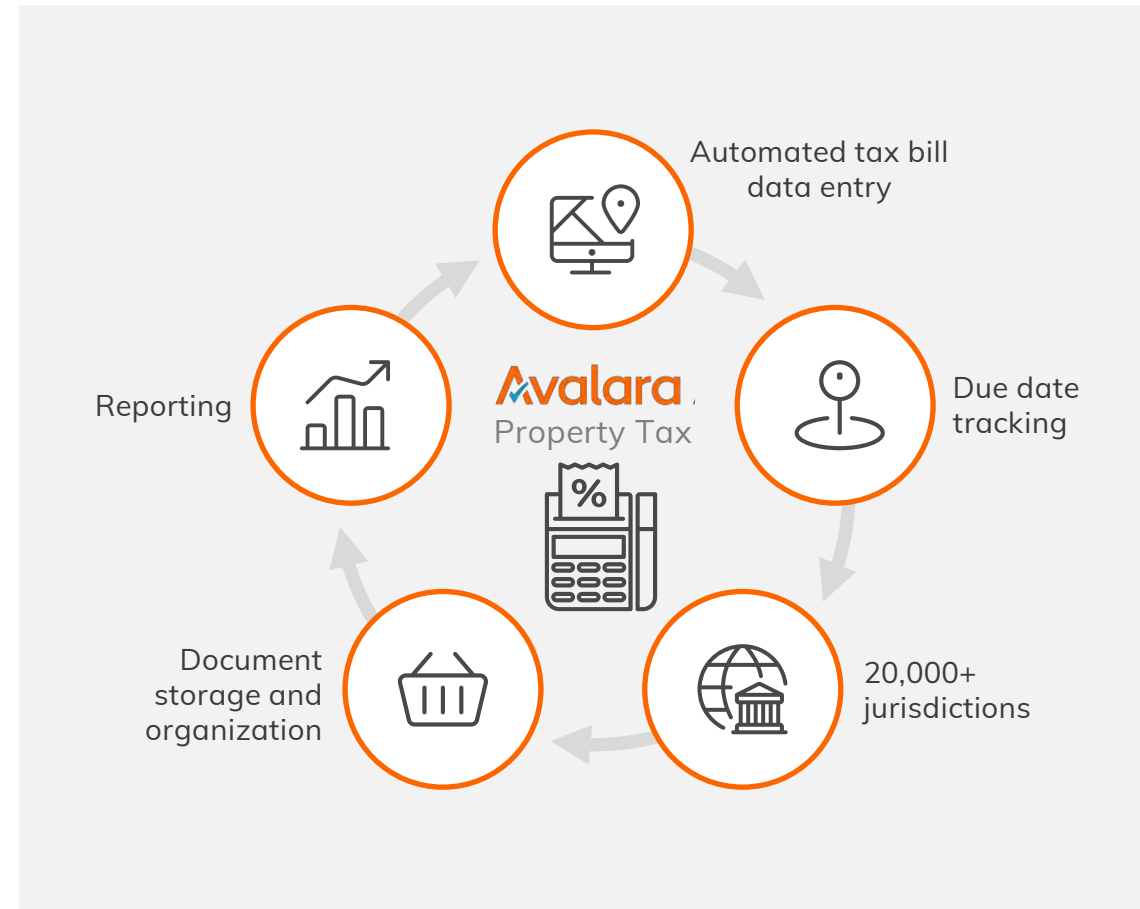 Automated tax bill
data entry
Due date
tracking
20,000+
jurisdictions
Document
storage and
organization
Reporting
Avalara
Property Tax
%